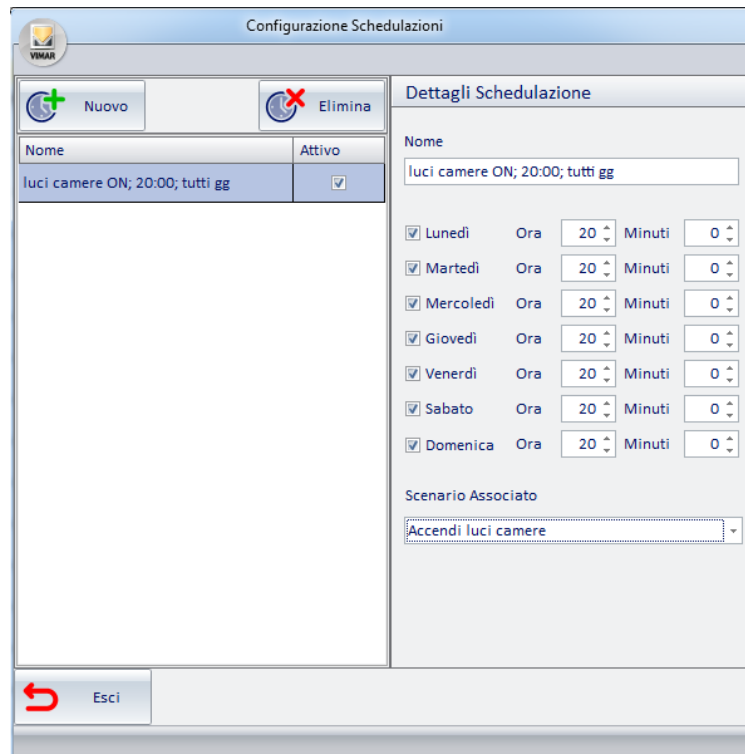 Configurazione Schedulazioni
VIMAR
Nuovo
Elimina
Nome Attivo
luci camere ON; 20:00; tutti gg
Dettagli Schedulazione
Nome
luci camere ON; 20:00; tutti gg
Lunedì Ora 20 Minuti 0
Martedì Ora 20 Minuti 0
Mercoledì Ora 20 Minuti 0
Giovedì Ora 20 Minuti 0
Venerdì Ora 20 Minuti 0
Sabato Ora 20 Minuti 0
Domenica Ora 20 Minuti 0
Scenario Associato
Accendi luci camere
Esci